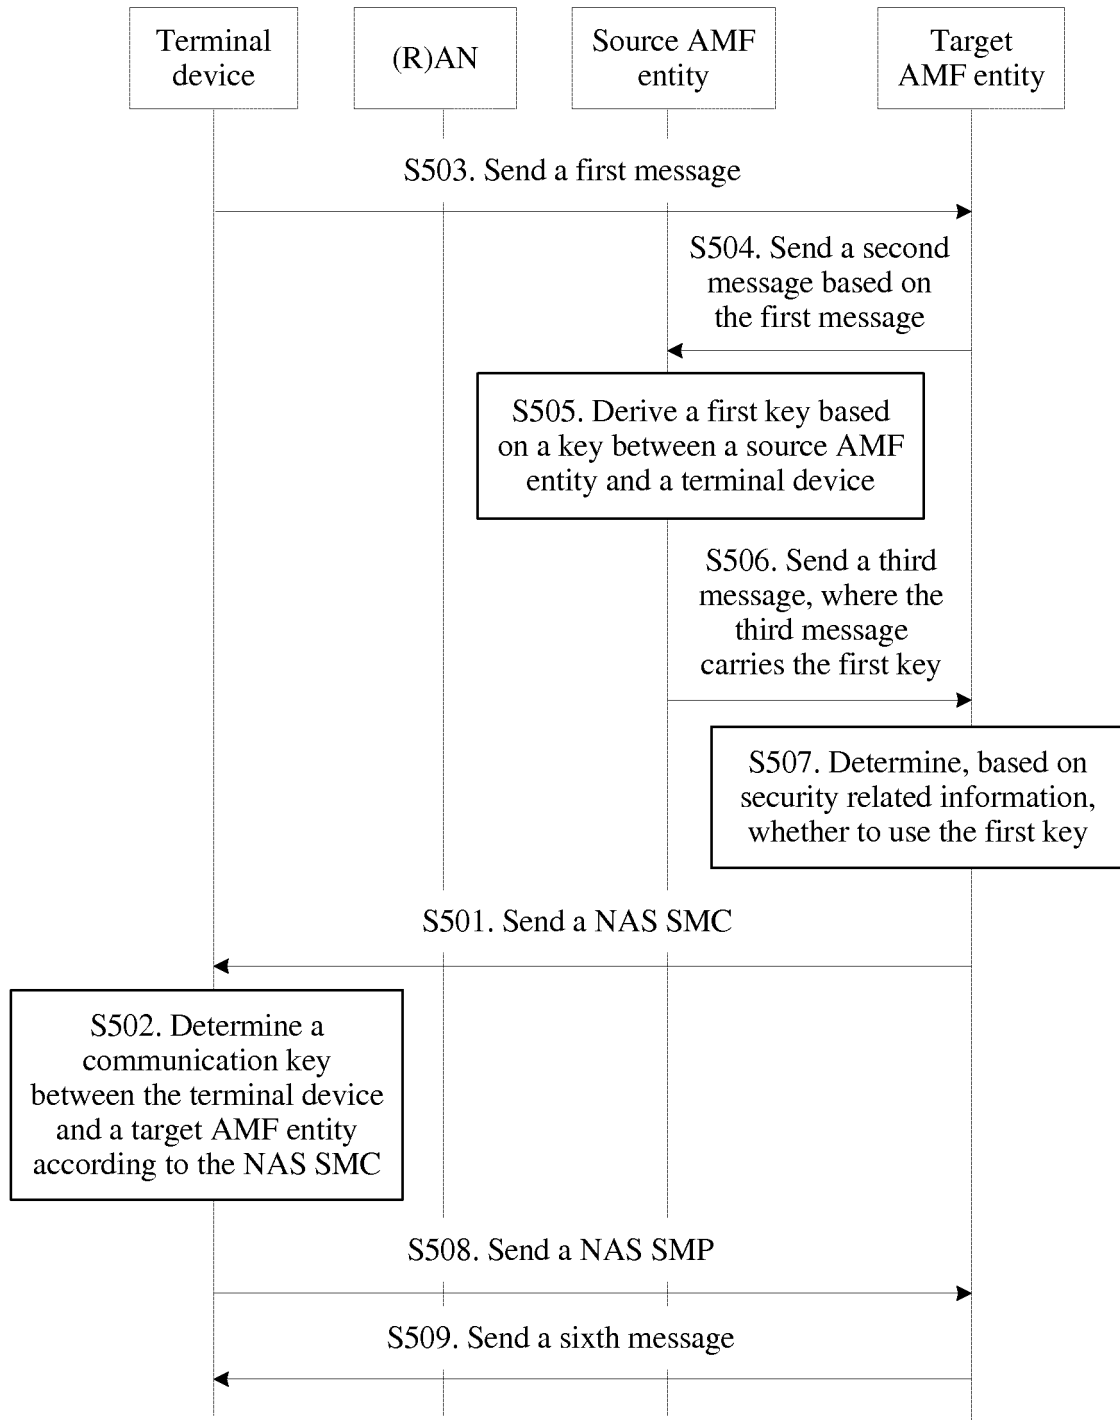 Terminal
device
(R)AN
Source AMF
entity
Target
AMF entity
S503. Send a first message
S504. Send a second
message based on
the first message
S505. Derive a first key based
on a key between a source AMF
entity and a terminal device
S506. Send a third
message, where the
third message
carries the first key
S507. Determine, based on
security related information,
whether to use the first key
S501. Send a NAS SMC
S502. Determine a
communication key
between the terminal device
and a target AMF entity
according to the NAS SMC
S508. Send a NAS SMP
S509. Send a sixth message